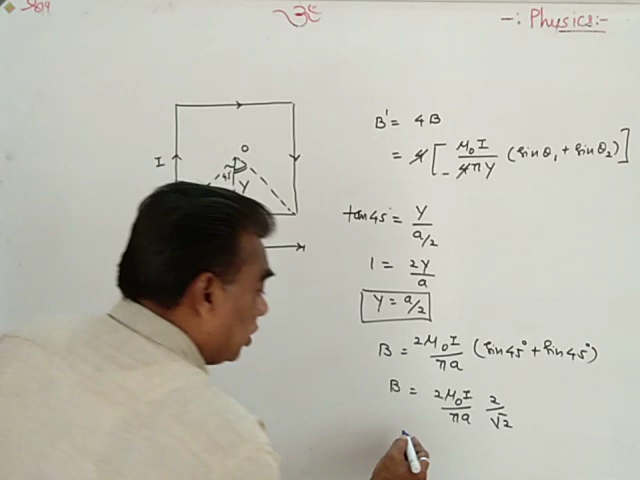 -: Physics:-
I
O
45
Y
B' = 4B
= 4 [ μ₀I / 4πY (sinθ₁ + sinθ₂) ]
tan45 = Y / a/2
1 = 2Y / a
Y = a/2
B = 2μ₀I / πa (sin45° + sin45°)
B = 2μ₀I / πa 2 / √2